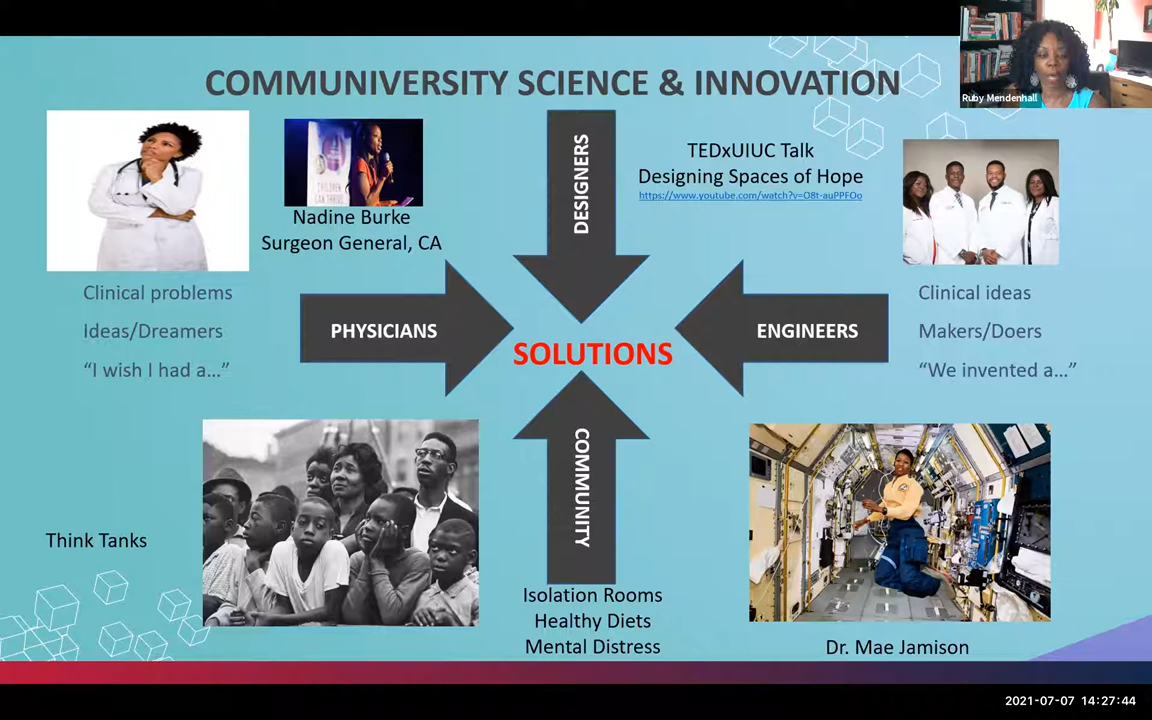 COMMUNIVERSITY SCIENCE & INNOVATION
Ruby Mendenhall
CHILDREN
CAN THRIVE
Nadine Burke
Surgeon General, CA
DESIGNERS
TEDxUIUC Talk
Designing Spaces of Hope
https://www.youtube.com/watch?v=O8t-auPPFOo
Clinical problems
Ideas/Dreamers
“I wish I had a...”
PHYSICIANS
SOLUTIONS
ENGINEERS
Clinical ideas
Makers/Doers
“We invented a...”
COMMUNITY
Think Tanks
Isolation Rooms
Healthy Diets
Mental Distress
Dr. Mae Jamison
2021-07-07 14:27:44